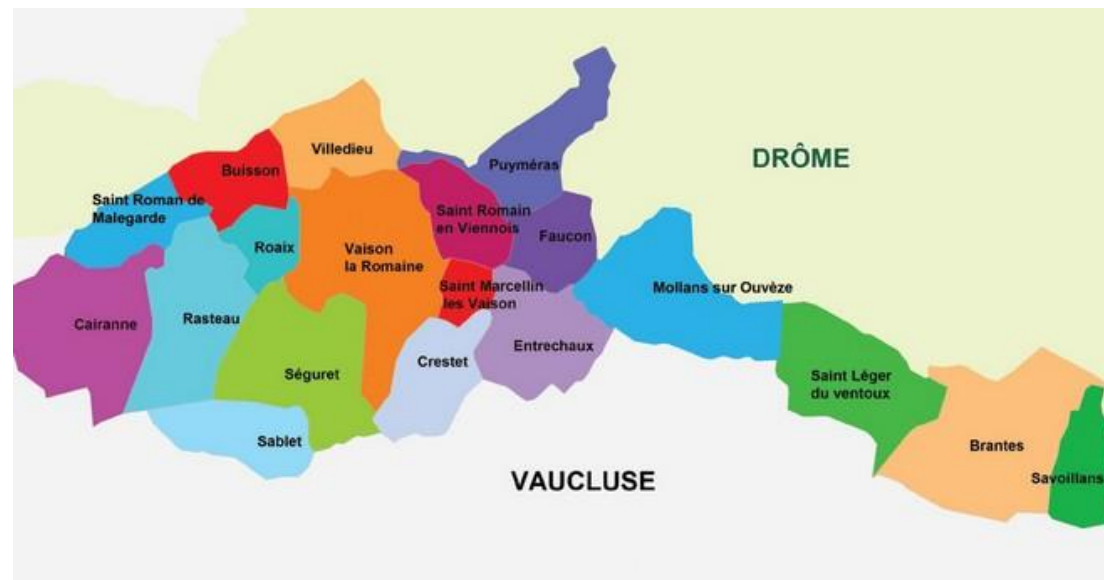 Villedieu
Buisson
Puyméras
DRÔME
Saint Roman de
Malegarde
Saint Romain
en Viennois
Faucon
Roaix
Vaison
la Romaine
Saint Marcellin
les Vaison
Mollans sur Ouvèze
Cairanne
Rasteau
Entrechaux
Crestet
Séguret
Saint Léger
du ventoux
Sablet
Brantes
VAUCLUSE
Savoillans